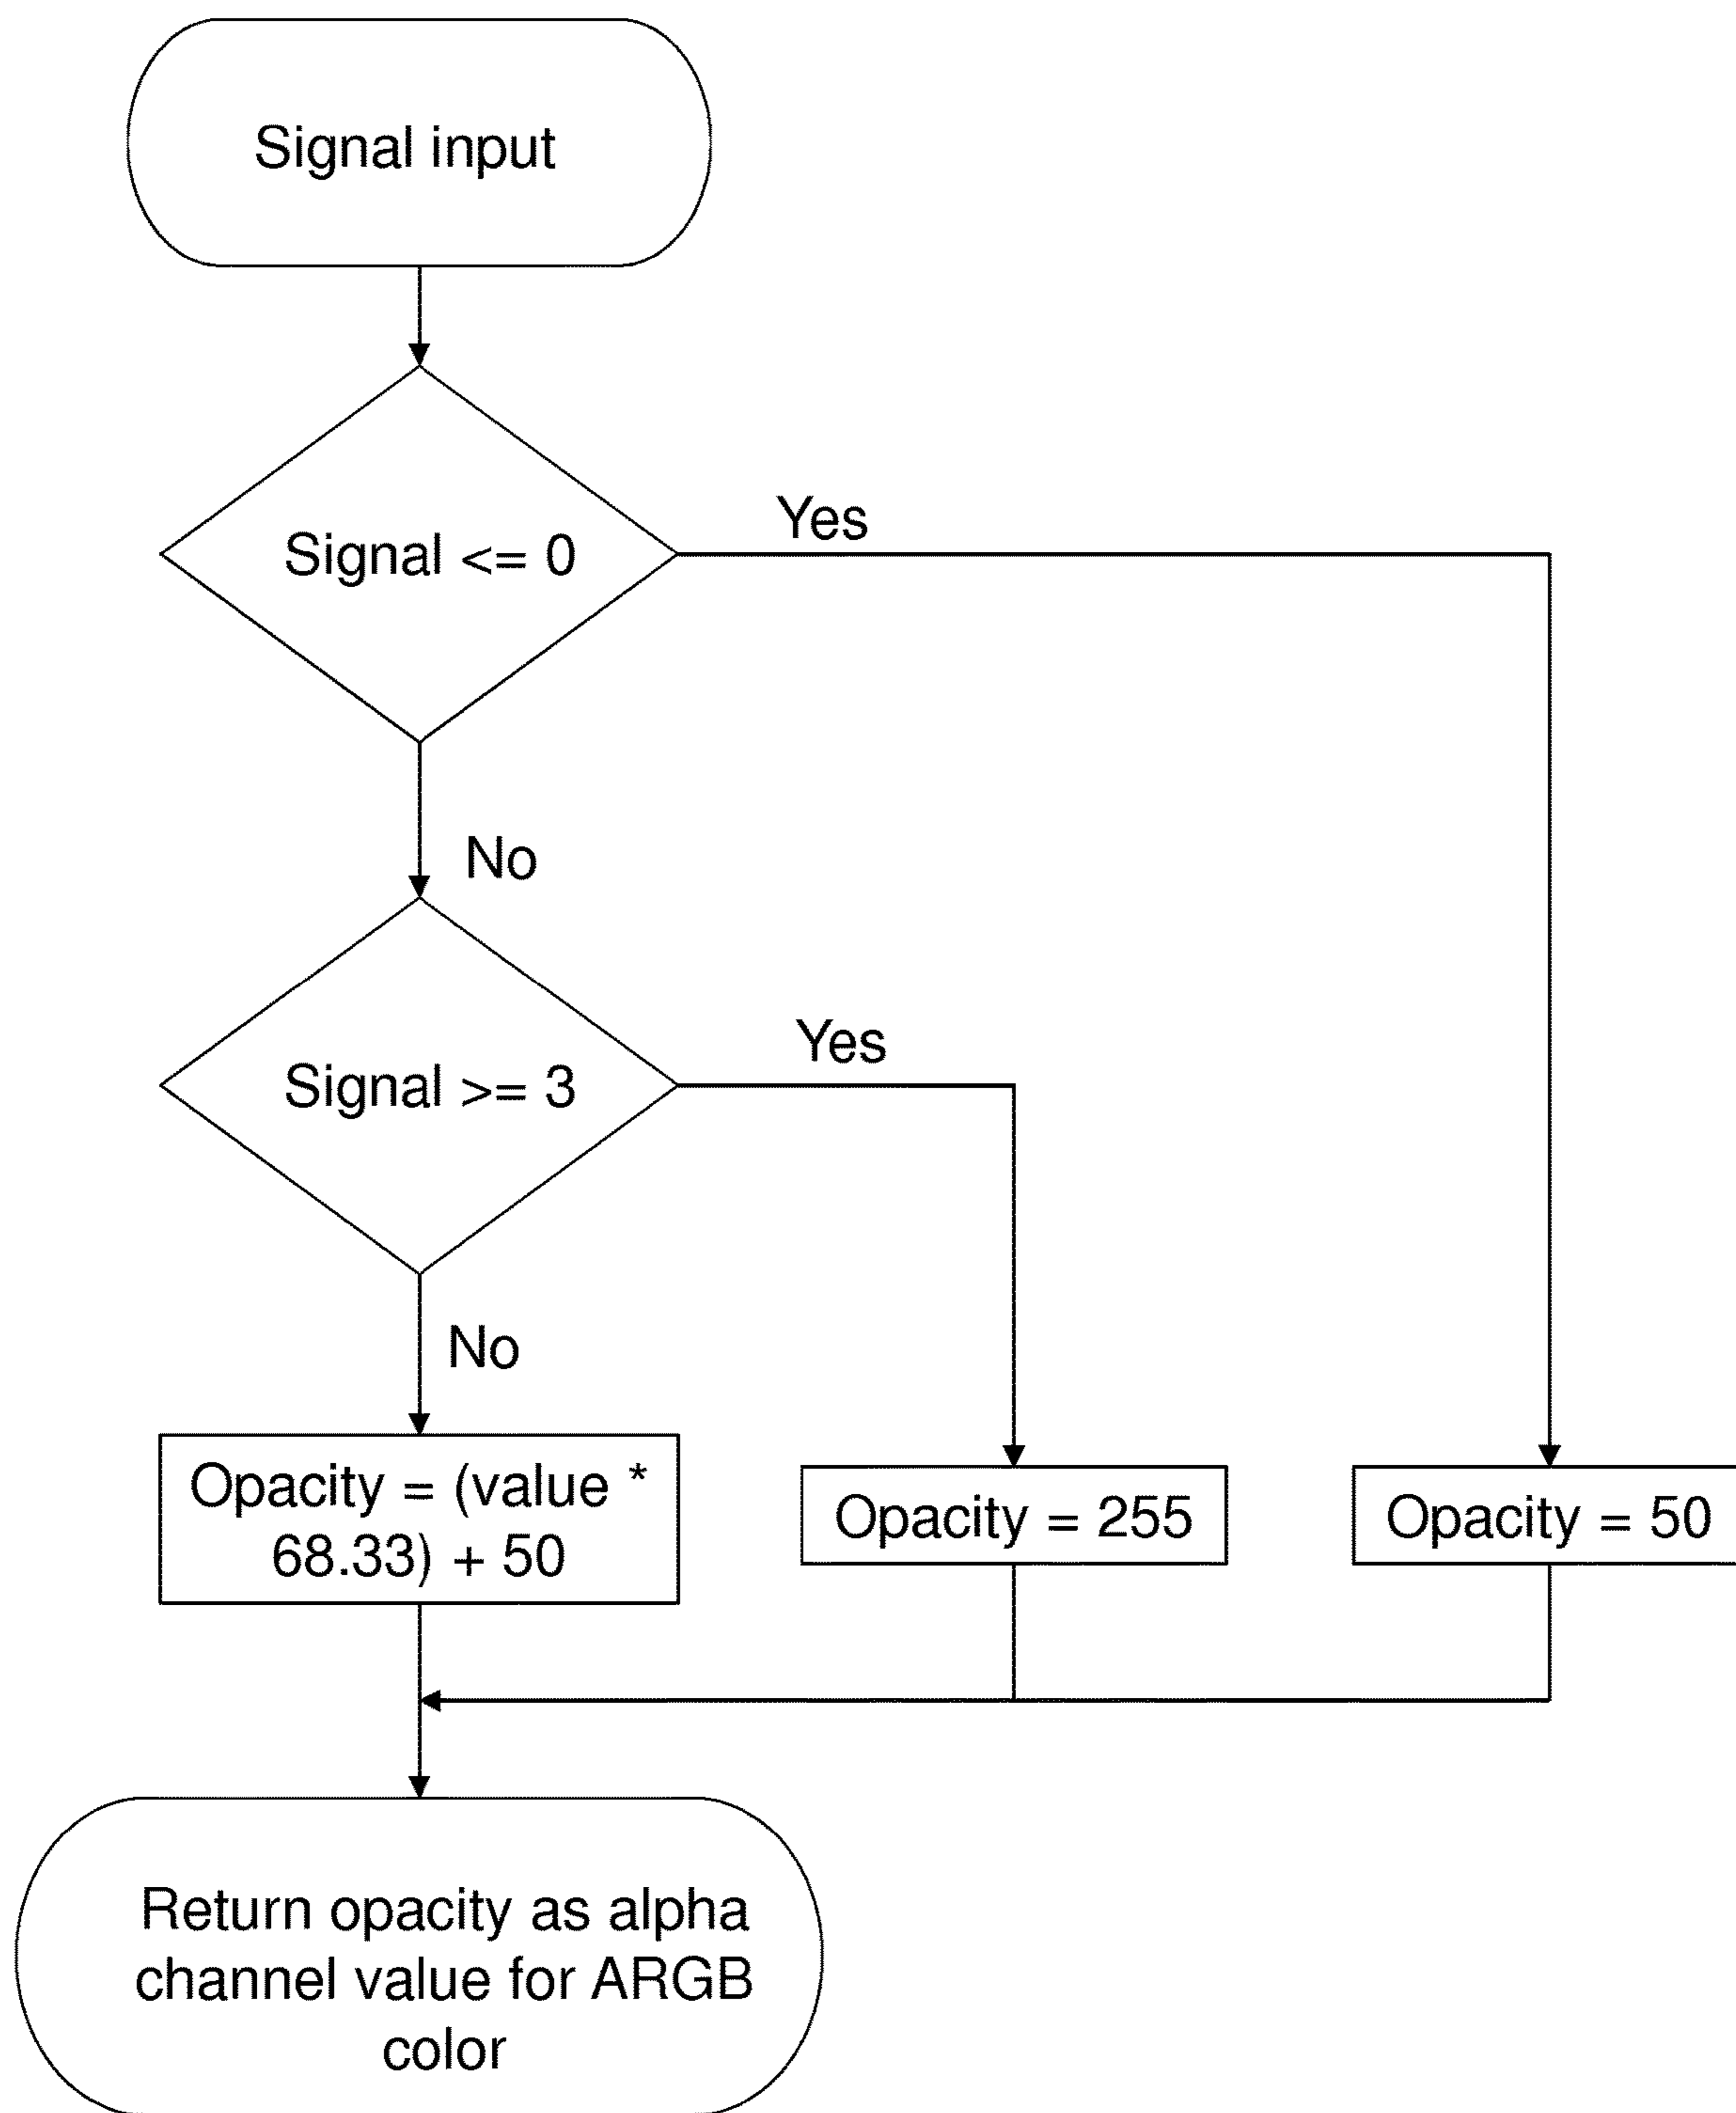 Signal input
Yes
Signal <= 0
No
Yes
Signal >= 3
No
Opacity = (value *
68.33) + 50
Opacity = 255
Opacity = 50
Return opacity as alpha
channel value for ARGB
color